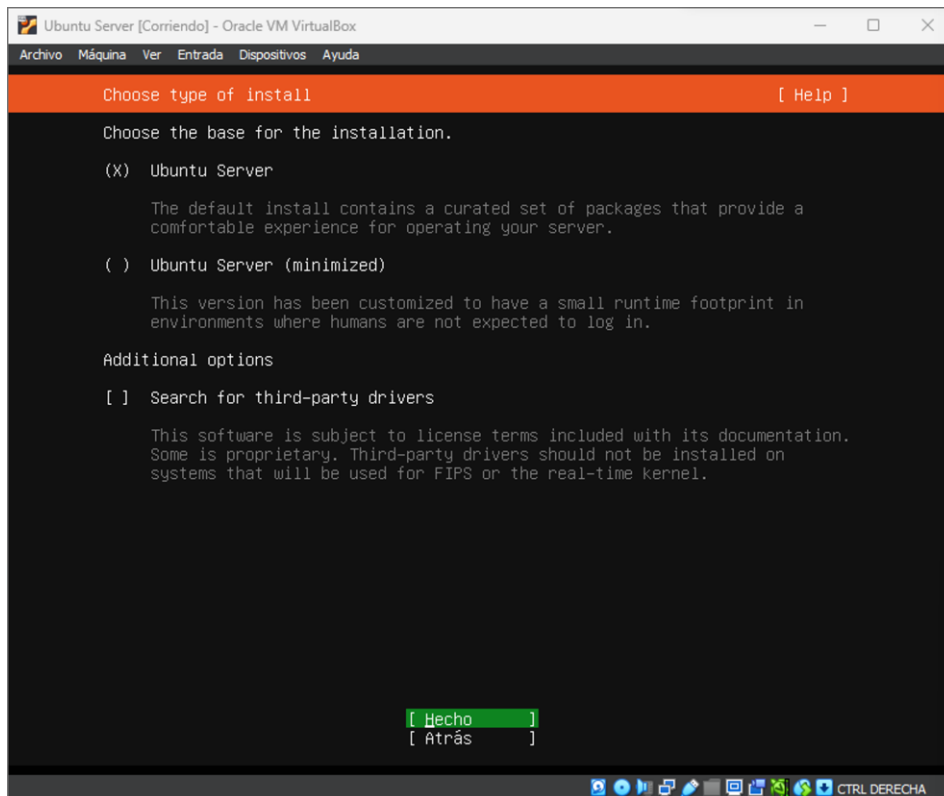 Ubuntu Server [Corriendo] - Oracle VM VirtualBox
Archivo Máquina Ver Entrada Dispositivos Ayuda
Choose type of install [ Help ]
Choose the base for the installation.
(X) Ubuntu Server
The default install contains a curated set of packages that provide a
comfortable experience for operating your server.
( ) Ubuntu Server (minimized)
This version has been customized to have a small runtime footprint in
environments where humans are not expected to log in.
Additional options
[ ] Search for third-party drivers
This software is subject to license terms included with its documentation.
Some is proprietary. Third-party drivers should not be installed on
systems that will be used for FIPS or the real-time kernel.
[ Hecho ]
[ Atrás ]
CTRL DERECHA